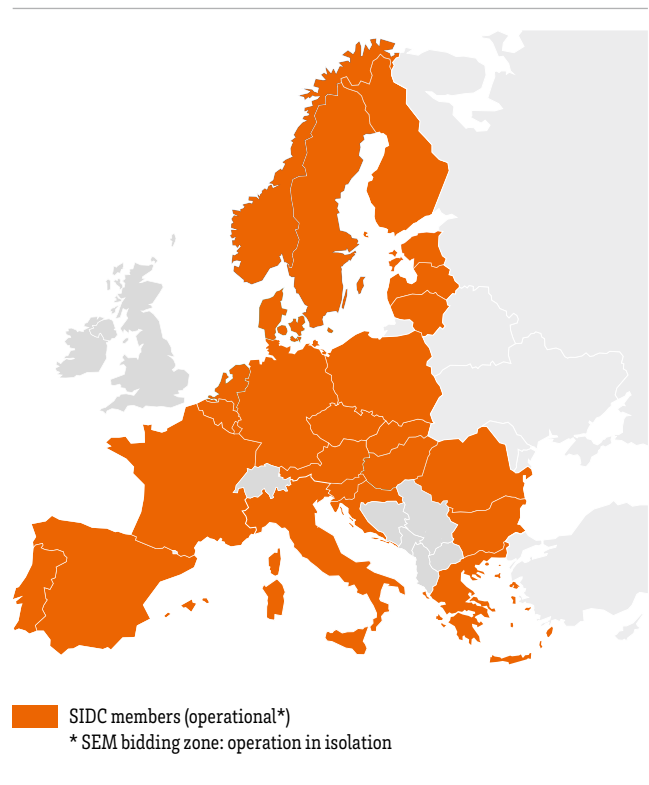 SIDC members (operational*)
* SEM bidding zone: operation in isolation